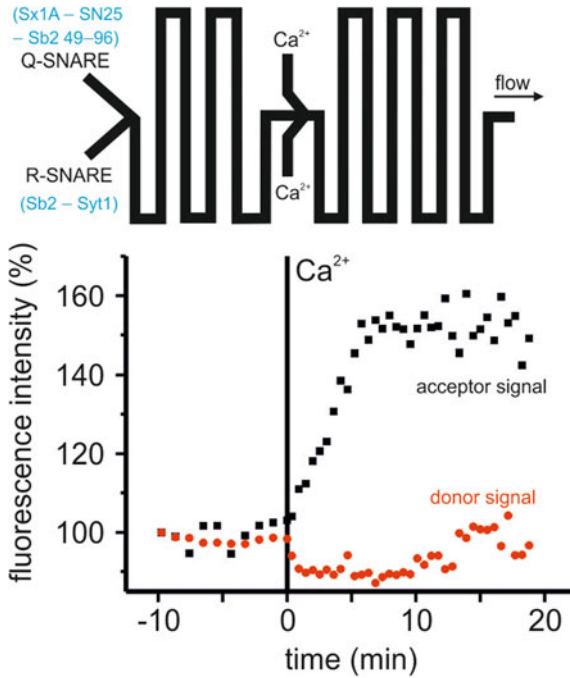 (Sx1A – SN25
– Sb2 49–96)
Q-SNARE
R-SNARE
(Sb2 – Syt1)
Ca²⁺
Ca²⁺
flow
Ca²⁺
fluorescence intensity (%)
160
140
120
100
acceptor signal
donor signal
-10
0
10
20
time (min)